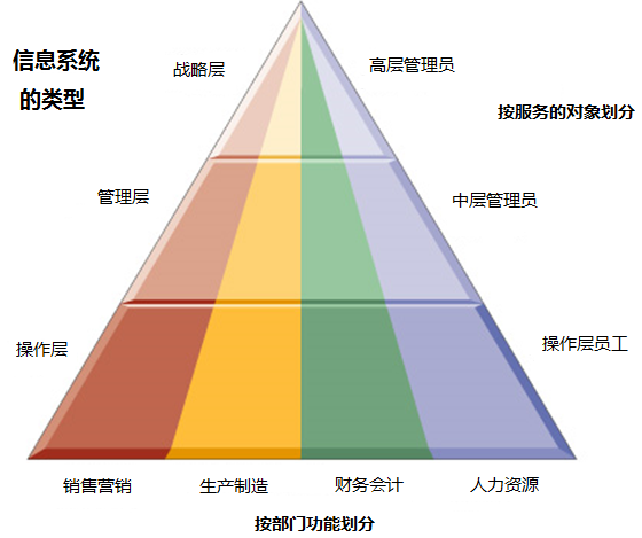 信息系统
的类型
战略层
高层管理员
按服务的对象划分
管理层
中层管理员
操作层
操作层员工
销售营销
生产制造
财务会计
人力资源
按部门功能划分